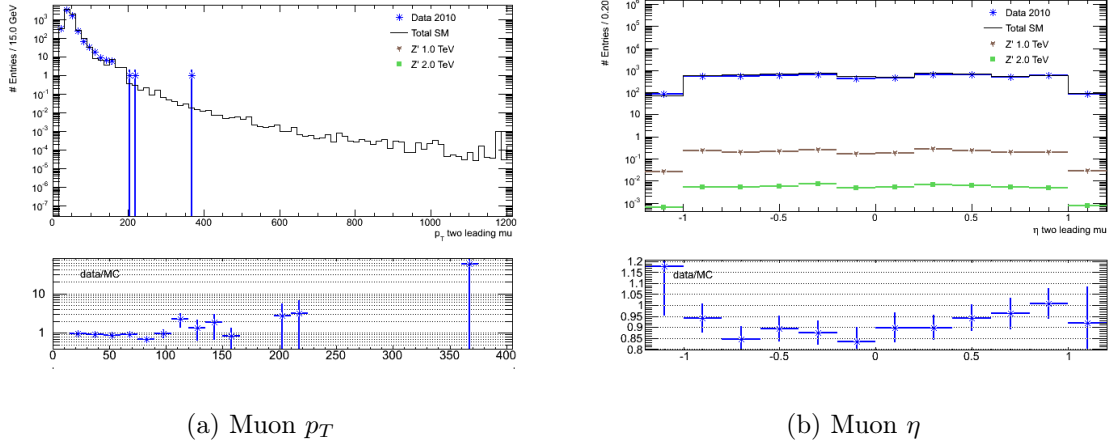 # Entries / 15.0 GeV
10³
10²
10
1
10⁻¹
10⁻²
10⁻³
10⁻⁴
10⁻⁵
10⁻⁶
10⁻⁷
Data 2010
Total SM
Z' 1.0 TeV
Z' 2.0 TeV
0 200 400 600 800 1000 1200
p_T two leading mu
data/MC
10
1
0 50 100 150 200 250 300 350 400
(a) Muon p_T
# Entries / 0.20
10⁶
10⁵
10⁴
10³
10²
10
1
10⁻¹
10⁻²
10⁻³
Data 2010
Total SM
Z' 1.0 TeV
Z' 2.0 TeV
-1 -0.5 0 0.5 1
η two leading mu
1.2
1.15
1.1
1.05
1
0.95
0.9
0.85
0.8
data/MC
-1 -0.5 0 0.5 1
(b) Muon η